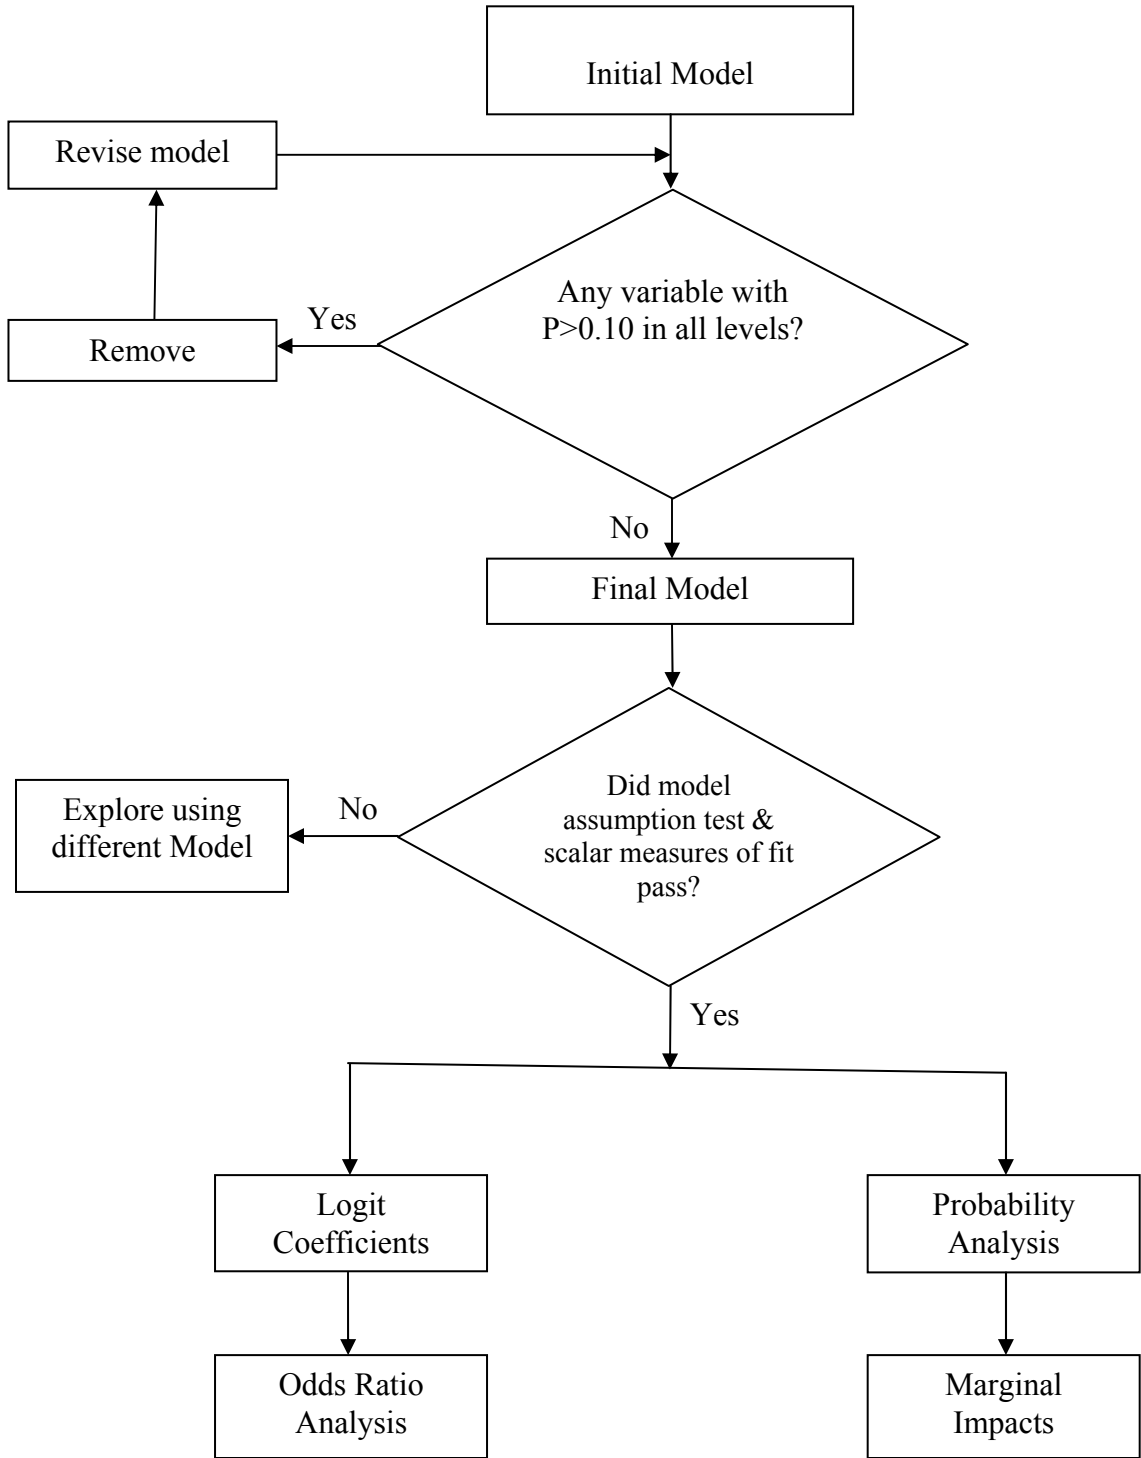 Initial Model
Revise model
Any variable with
P>0.10 in all levels?
Yes
Remove
No
Final Model
Did model
assumption test &
scalar measures of fit
pass?
No
Explore using
different Model
Yes
Logit
Coefficients
Probability
Analysis
Odds Ratio
Analysis
Marginal
Impacts